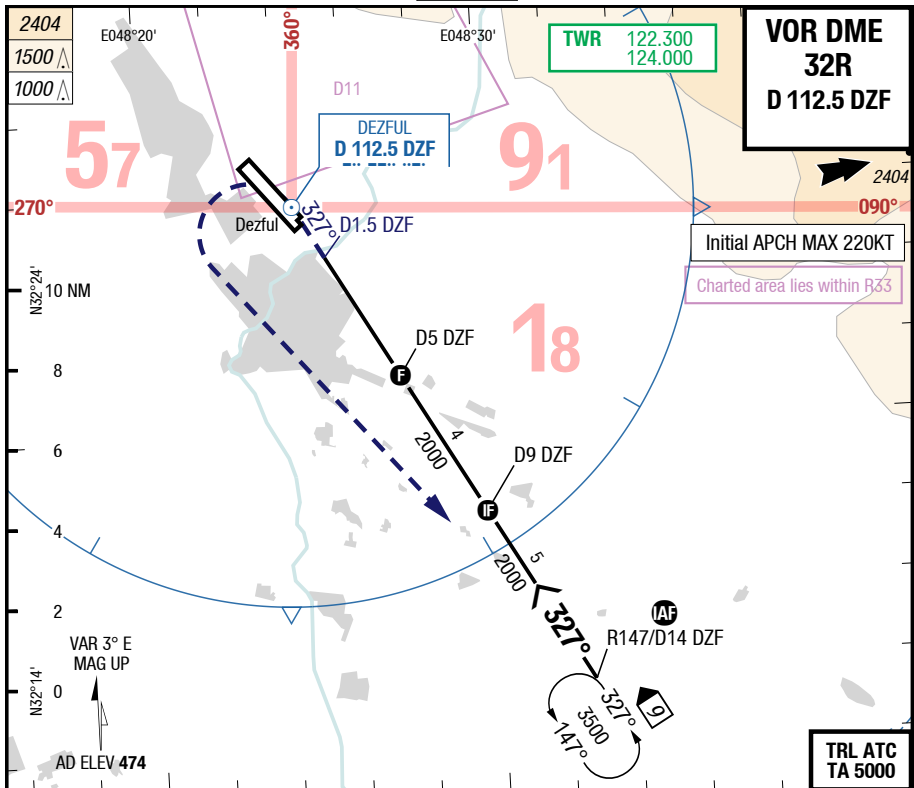 2404
1500
1000
E048°20'
360°
E048°30'
TWR 122.300
124.000
VOR DME
32R
D 112.5 DZF
D11
DEZFUL
D 112.5 DZF
57
91
2404
270°
090°
Dezful
327°
D1.5 DZF
Initial APCH MAX 220KT
Charted area lies within R33
N32°24'
10 NM
18
D5 DZF
F
8
4
2000
6
D9 DZF
IF
4
5
2000
2
IAF
327°
R147/D14 DZF
VAR 3° E
MAG UP
N32°14'
0
327°
9
3500
147°
AD ELEV 474
TRL ATC
TA 5000